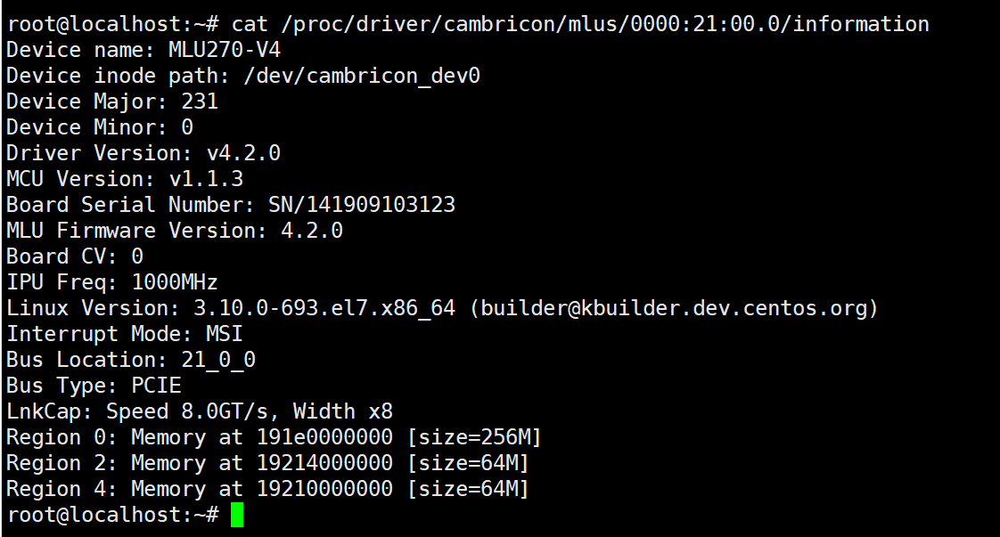 root@localhost:~# cat /proc/driver/cambricon/mlus/0000:21:00.0/information
Device name: MLU270-V4
Device inode path: /dev/cambricon_dev0
Device Major: 231
Device Minor: 0
Driver Version: v4.2.0
MCU Version: v1.1.3
Board Serial Number: SN/141909103123
MLU Firmware Version: 4.2.0
Board CV: 0
IPU Freq: 1000MHz
Linux Version: 3.10.0-693.el7.x86_64 (builder@kbuilder.dev.centos.org)
Interrupt Mode: MSI
Bus Location: 21_0_0
Bus Type: PCIE
LnkCap: Speed 8.0GT/s, Width x8
Region 0: Memory at 191e0000000 [size=256M]
Region 2: Memory at 19214000000 [size=64M]
Region 4: Memory at 19210000000 [size=64M]
root@localhost:~#